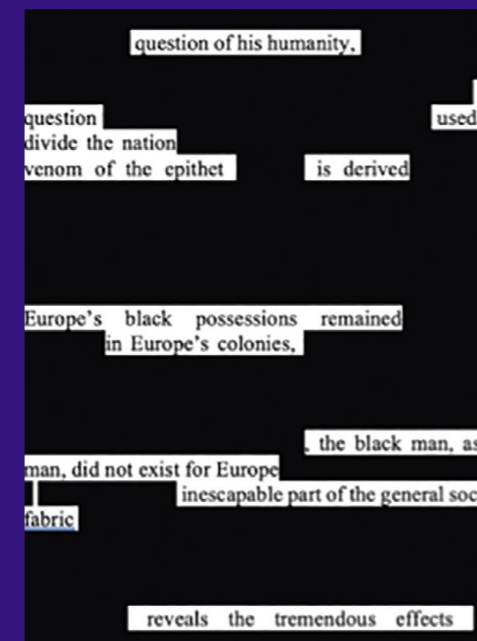 question of his humanity,
question used
divide the nation
venom of the epithet is derived
Europe's black possessions remained
in Europe's colonies,
, the black man, as
man, did not exist for Europe
inescapable part of the general soc
fabric
reveals the tremendous effects